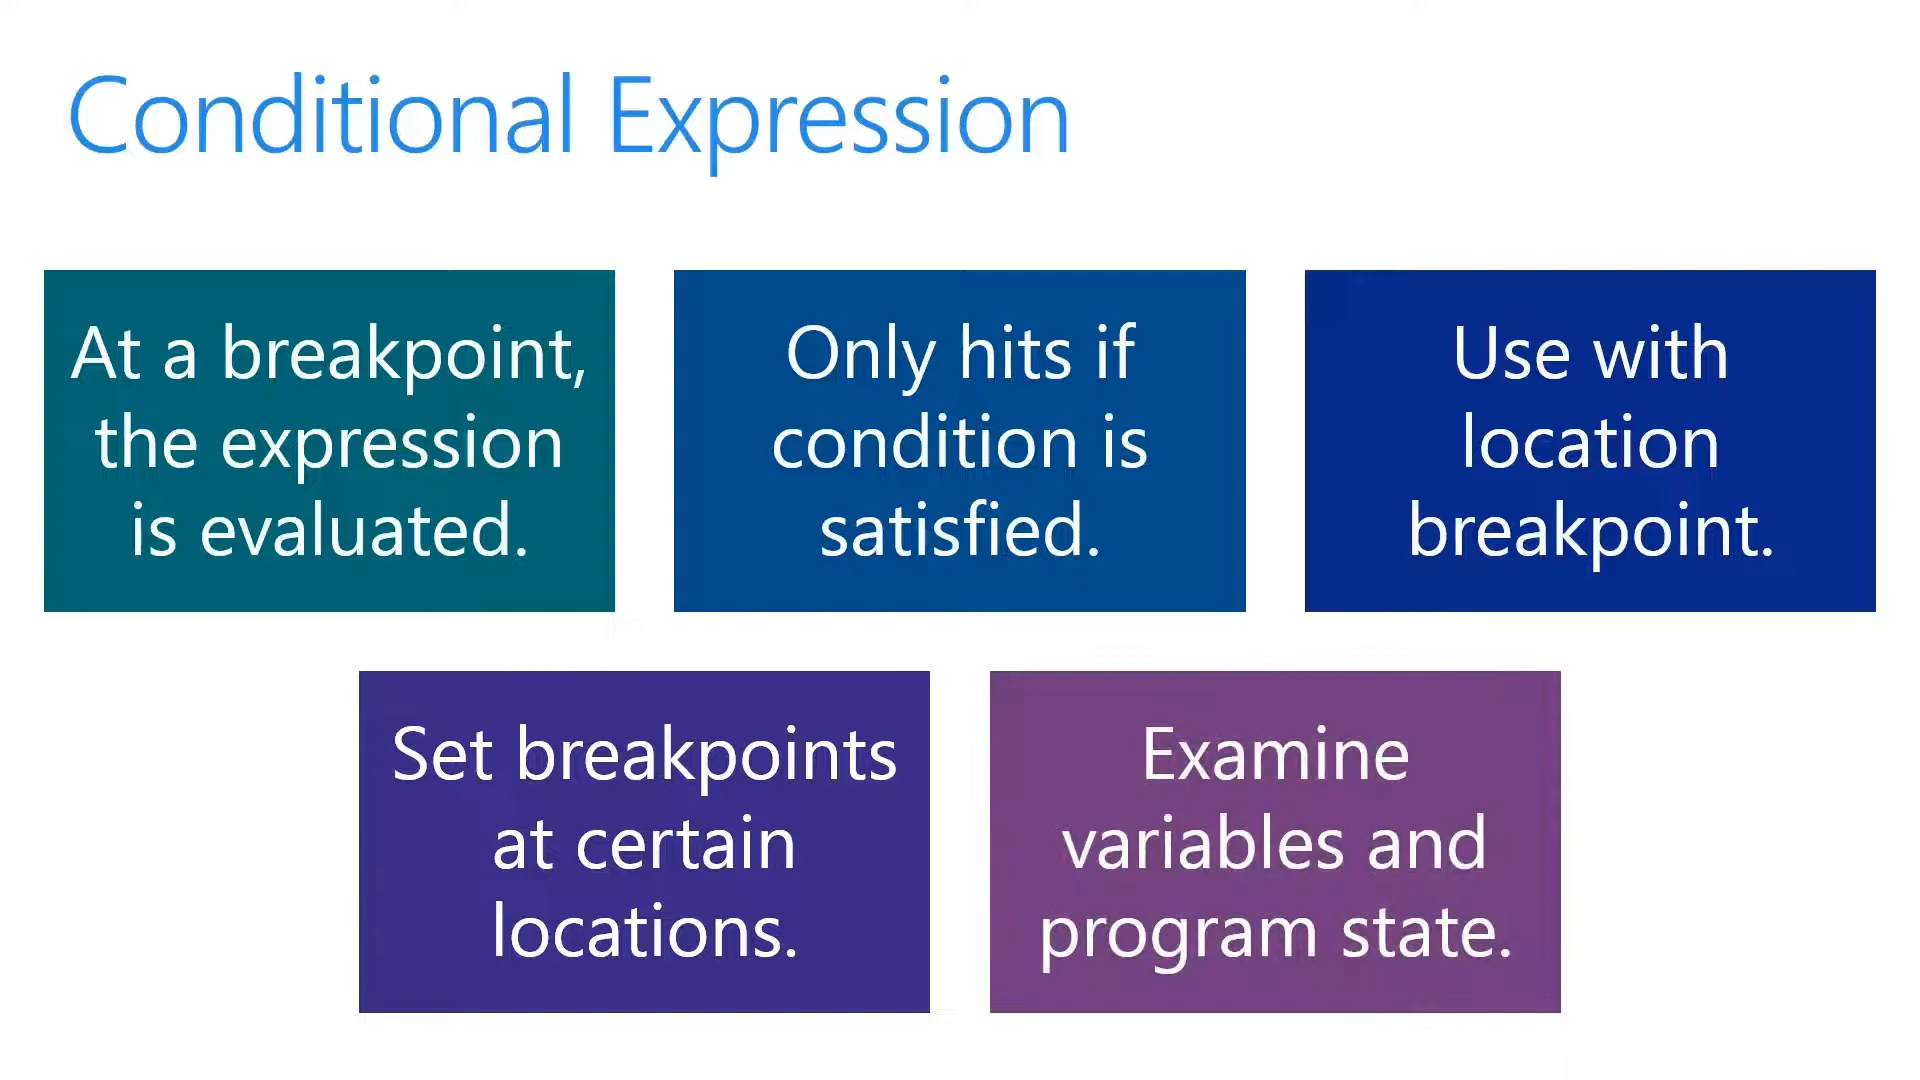 Conditional Expression
At a breakpoint,
the expression
is evaluated.
Only hits if
condition is
satisfied.
Use with
location
breakpoint.
Set breakpoints
at certain
locations.
Examine
variables and
program state.